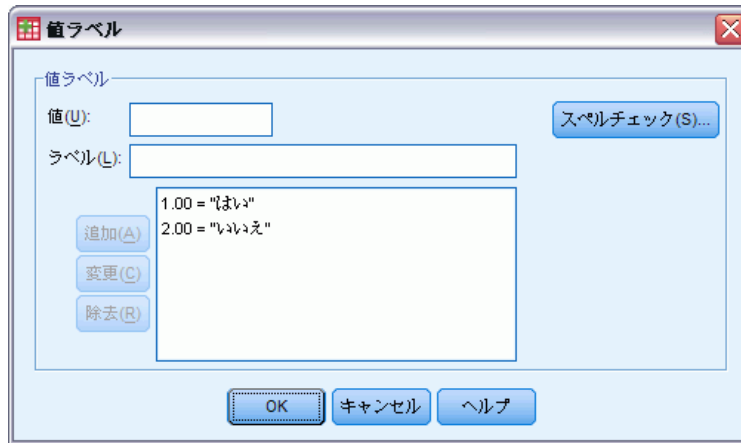 値ラベル
値ラベル
値(U):
スペルチェック(S)...
ラベル(L):
1.00 = "はい"
2.00 = "いいえ"
追加(A)
変更(C)
除去(R)
OK
キャンセル
ヘルプ